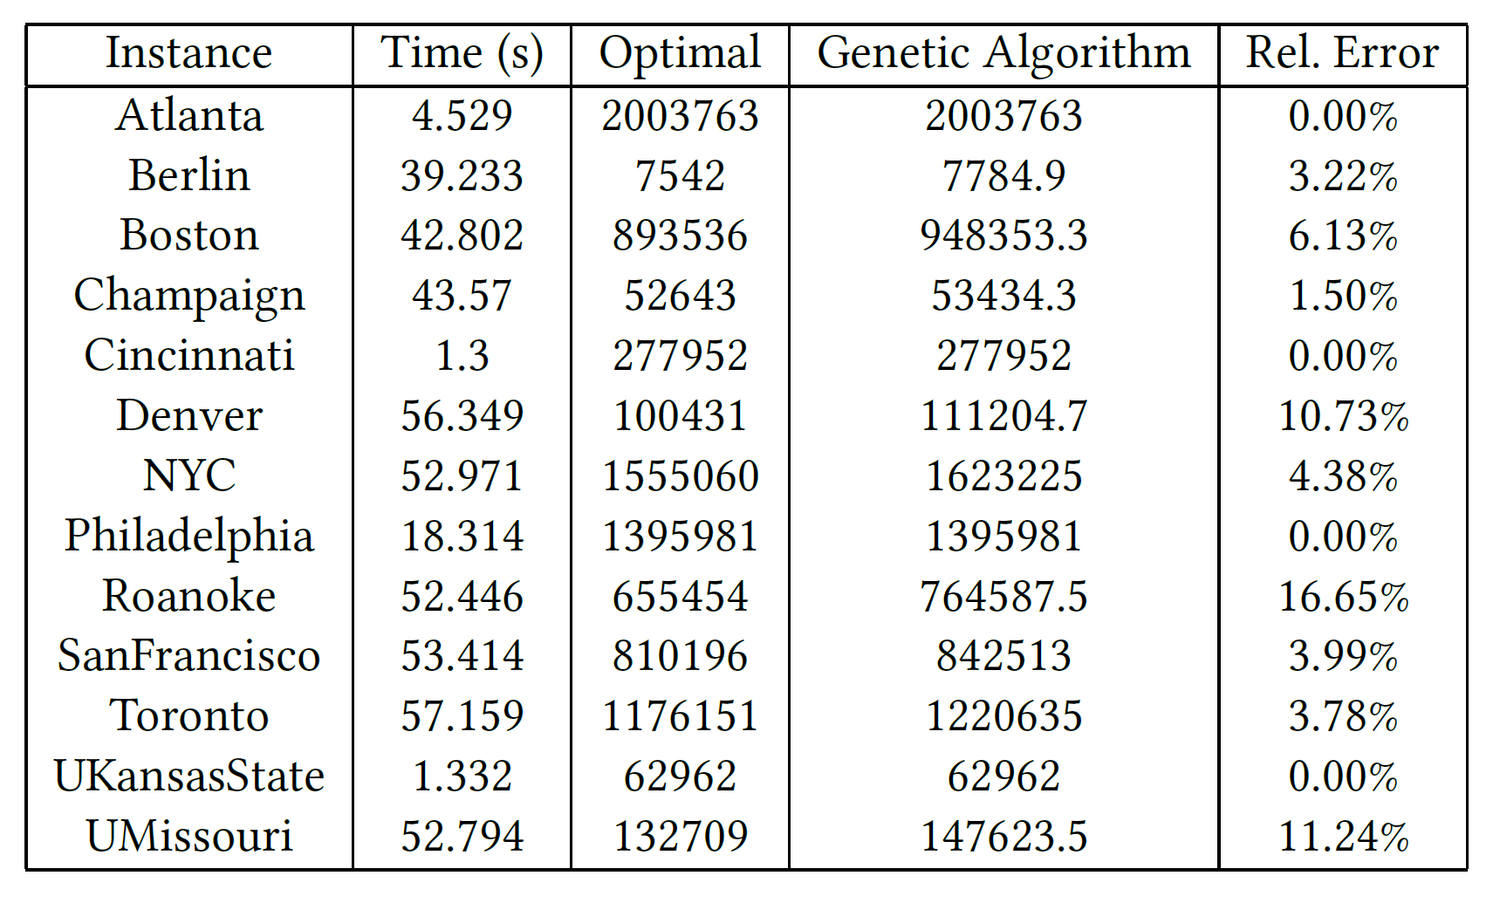 Instance Time (s) Optimal Genetic Algorithm Rel. Error
Atlanta 4.529 2003763 2003763 0.00%
Berlin 39.233 7542 7784.9 3.22%
Boston 42.802 893536 948353.3 6.13%
Champaign 43.57 52643 53434.3 1.50%
Cincinnati 1.3 277952 277952 0.00%
Denver 56.349 100431 111204.7 10.73%
NYC 52.971 1555060 1623225 4.38%
Philadelphia 18.314 1395981 1395981 0.00%
Roanoke 52.446 655454 764587.5 16.65%
SanFrancisco 53.414 810196 842513 3.99%
Toronto 57.159 1176151 1220635 3.78%
UKansasState 1.332 62962 62962 0.00%
UMissouri 52.794 132709 147623.5 11.24%